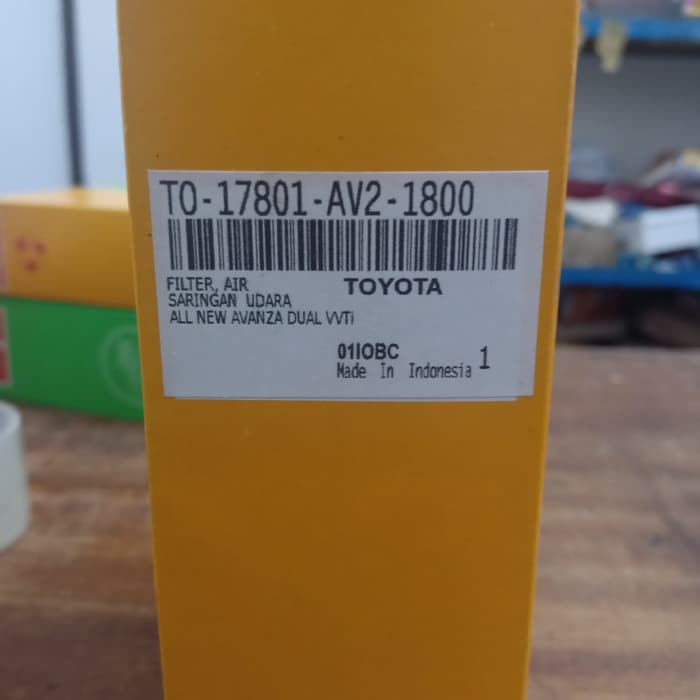 TO-17801-AV2-1800
FILTER, AIR TOYOTA
SARINGAN UDARA
ALL NEW AVANZA DUAL VVTi
01IOBC
Made In Indonesia 1